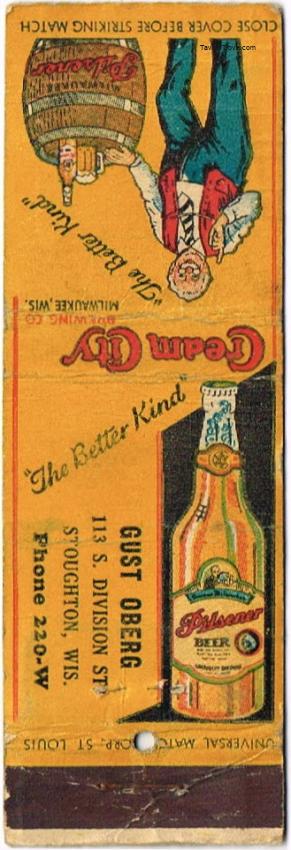 CLOSE COVER BEFORE STRIKING MATCH
Pilsener
"The Better Kind"
MILWAUKEE, WIS.
BREWING CO.
Cream City
"The Better Kind"
GUST OBERG
113 S. DIVISION ST
STOUGHTON, WIS.
Phone 220-W
Pilsener
BEER
UNIVERSAL MATCH CORP. ST LOUIS